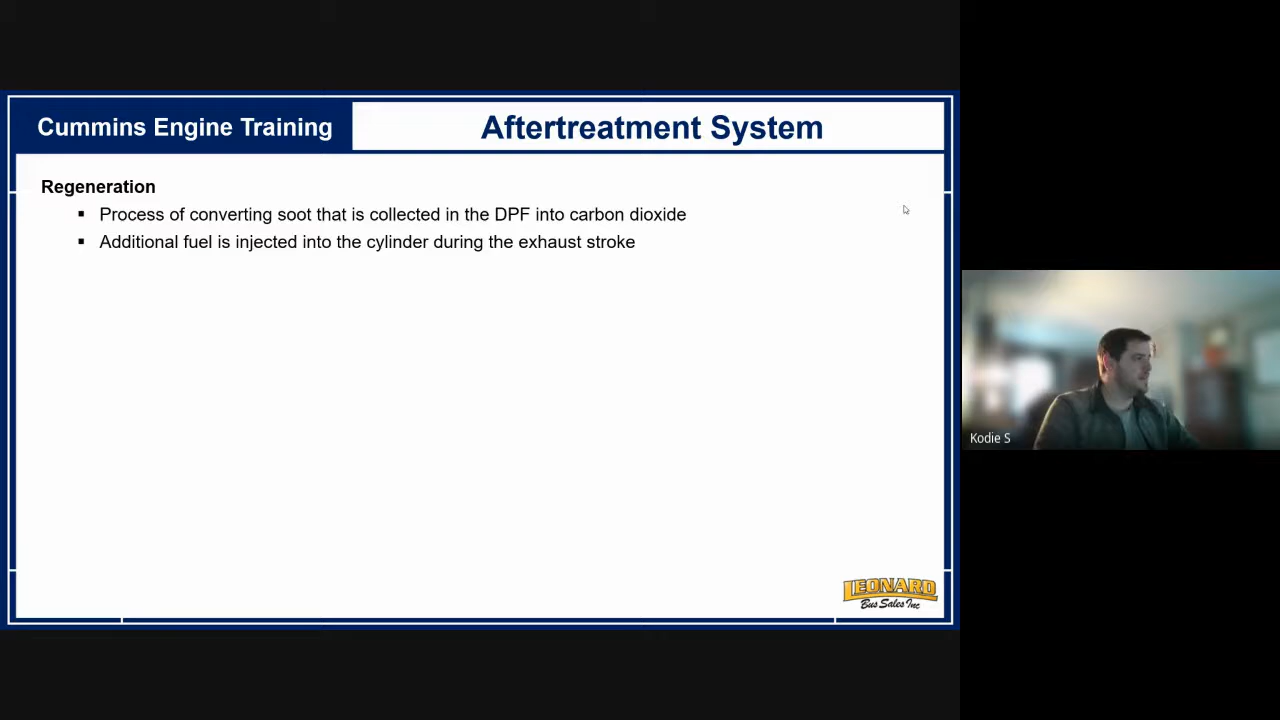 Cummins Engine Training
Aftertreatment System
Regeneration
▪ Process of converting soot that is collected in the DPF into carbon dioxide
▪ Additional fuel is injected into the cylinder during the exhaust stroke
Kodie S
LEONARD
Bus Sales Inc